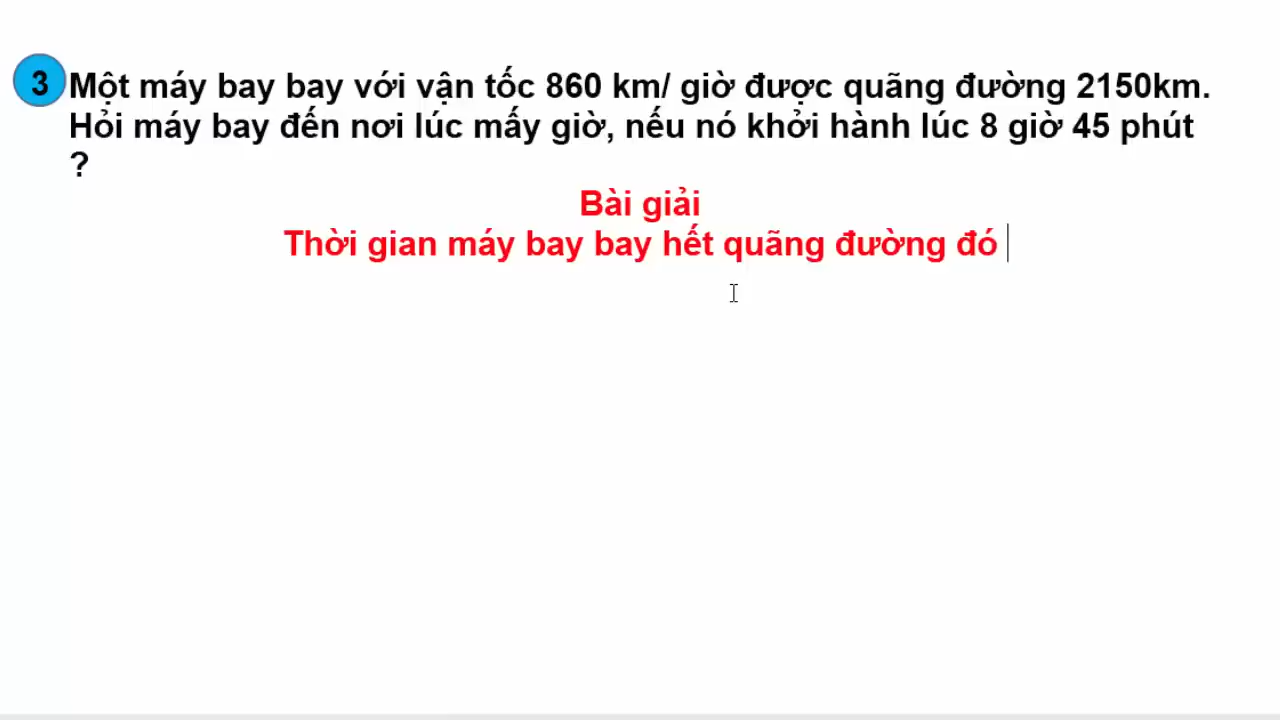 3 Một máy bay bay với vận tốc 860 km/ giờ được quãng đường 2150km.
Hỏi máy bay đến nơi lúc mấy giờ, nếu nó khởi hành lúc 8 giờ 45 phút
?
Bài giải
Thời gian máy bay bay hết quãng đường đó